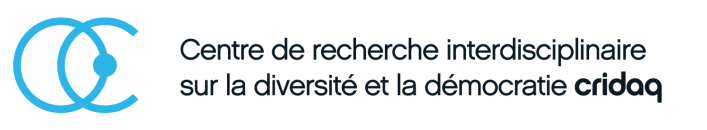 Centre de recherche interdisciplinaire
sur la diversité et la démocratie cridaq